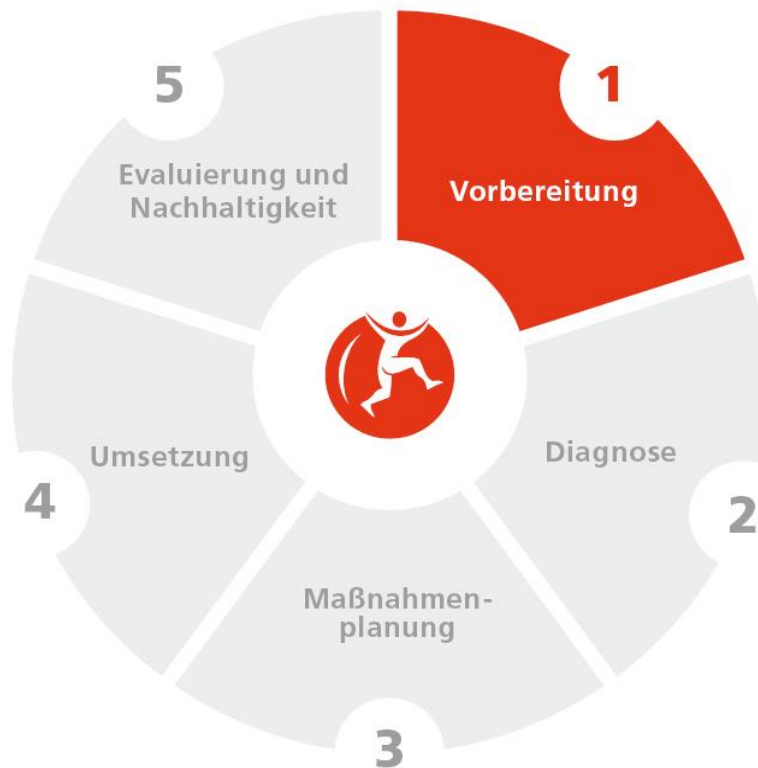 1
Vorbereitung
2
Diagnose
3
Maßnahmen-
planung
4
Umsetzung
5
Evaluierung und
Nachhaltigkeit